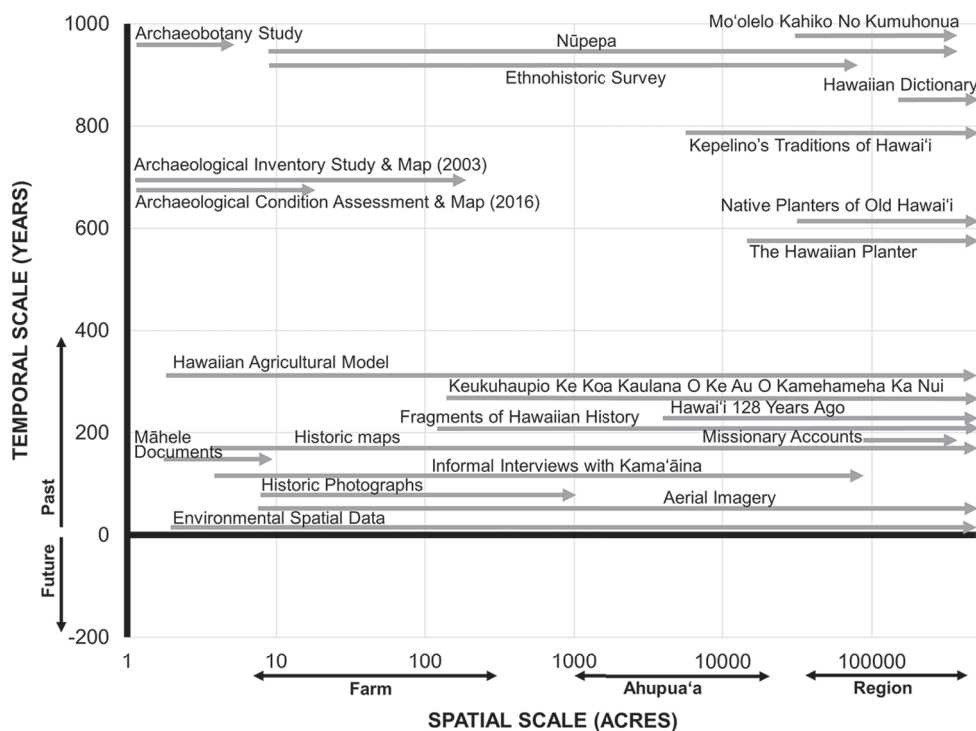 1000
Moʻolelo Kahiko No Kumuhonua
Archaeobotany Study
Nūpepa
Ethnohistoric Survey
Hawaiian Dictionary
800
Kepelino’s Traditions of Hawaiʻi
Archaeological Inventory Study & Map (2003)
Archaeological Condition Assessment & Map (2016)
Native Planters of Old Hawaiʻi
600
The Hawaiian Planter
400
Hawaiian Agricultural Model
Keukuhaupio Ke Koa Kaulana O Ke Au O Kamehameha Ka Nui
Hawaiʻi 128 Years Ago
Fragments of Hawaiian History
200
Māhele
Documents
Historic maps
Missionary Accounts
Informal Interviews with Kamaʻāina
Historic Photographs
Aerial Imagery
Environmental Spatial Data
0
-200
TEMPORAL SCALE (YEARS)
Past
Future
1 10 100 1000 10000 100000
Farm Ahupuaʻa Region
SPATIAL SCALE (ACRES)